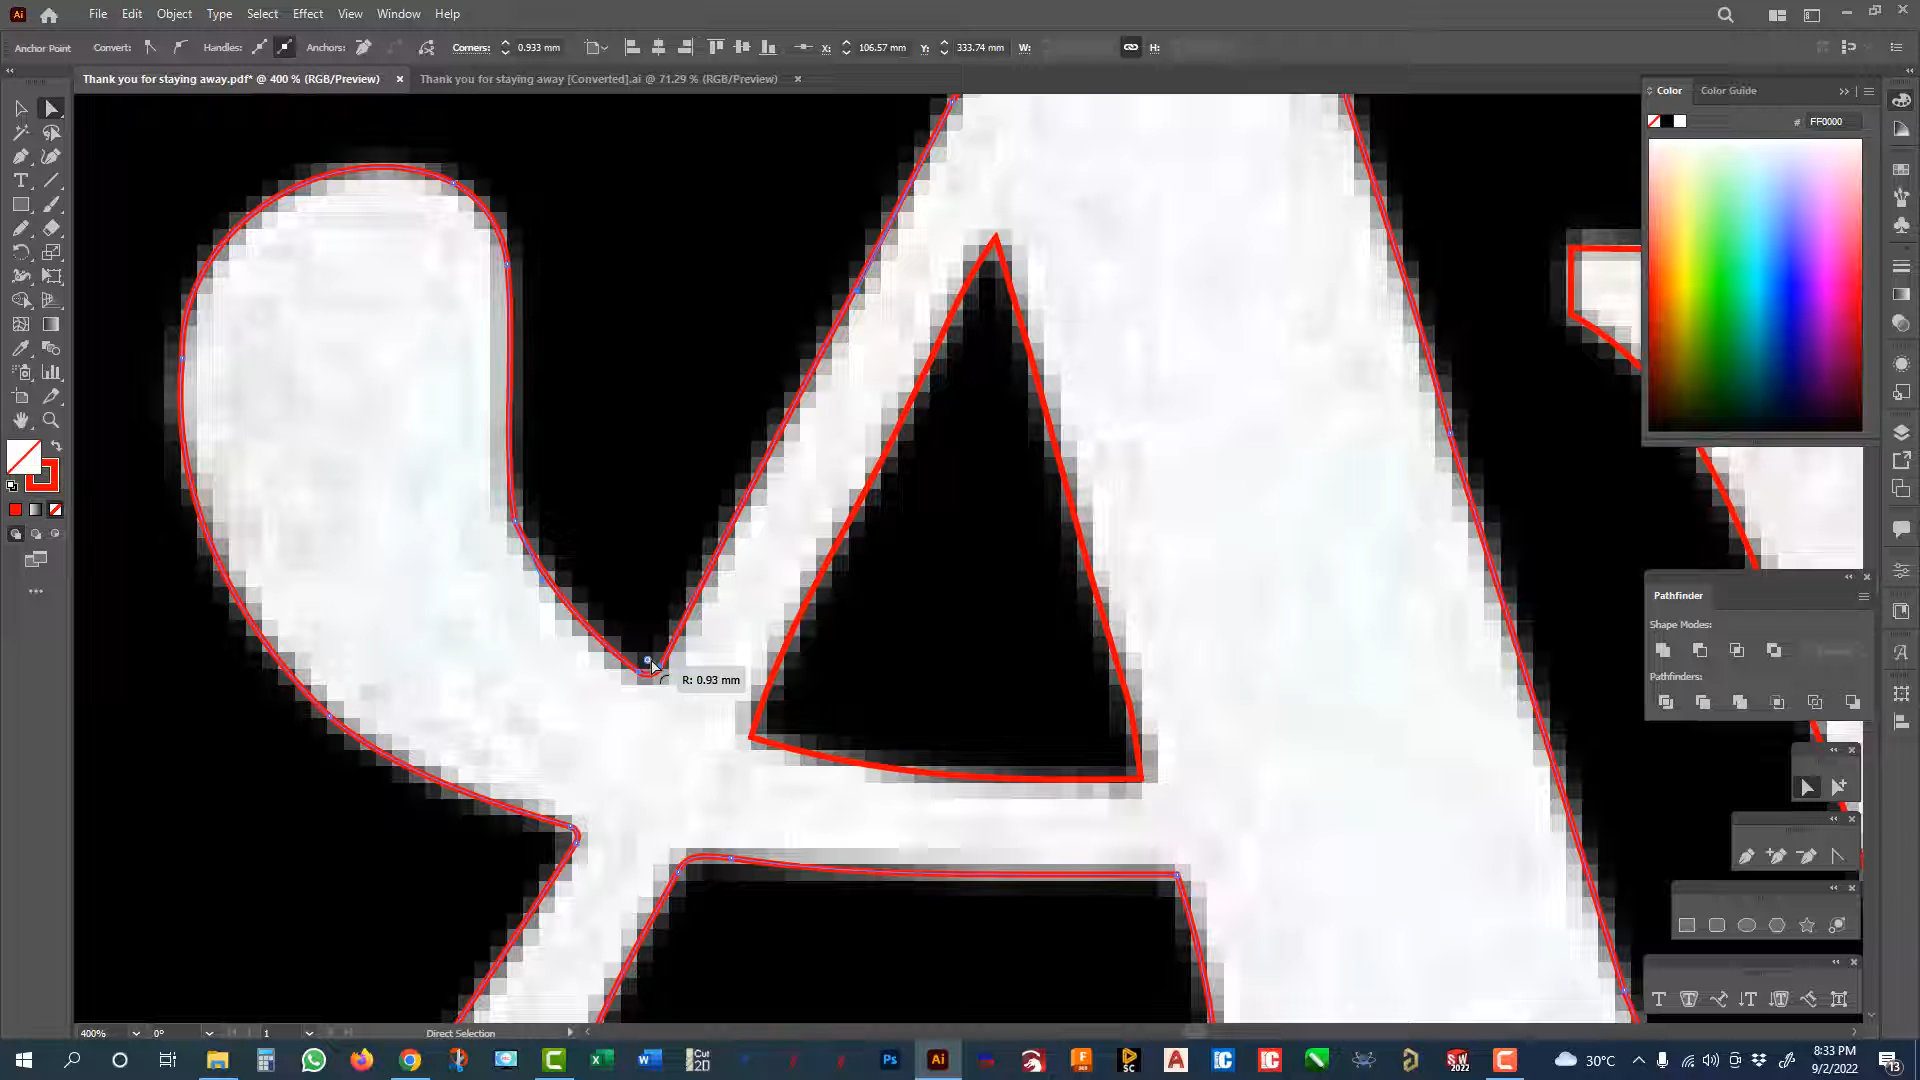 Ai File Edit Object Type Select Effect View Window Help
Anchor Point Convert: Handles: Anchors: Corners: 0.933 mm X: 106.57 mm Y: 333.74 mm W: H:
Thank you for staying away.pdf* @ 400 % (RGB/Preview) × Thank you for staying away [Converted].ai @ 71.29 % (RGB/Preview) ×
Color Color Guide
# FF0000
R: 0.93 mm
Pathfinder
Shape Modes:
Pathfinders:
400% 0° 1 Direct Selection
30°C
8:33 PM
9/2/2022
13